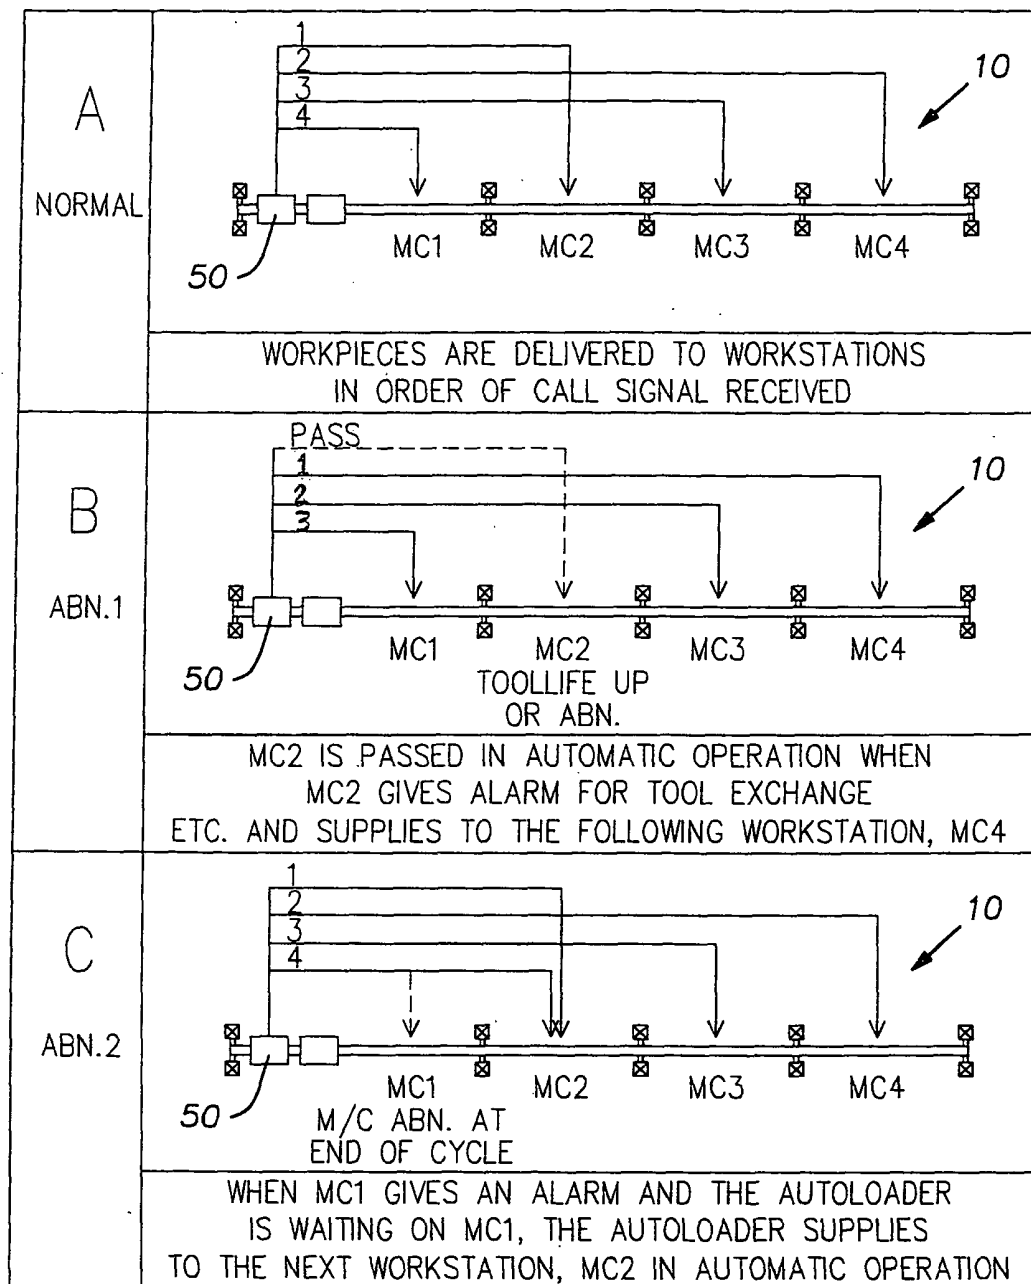 A
NORMAL
1
2
3
4
10
50
MC1 MC2 MC3 MC4
WORKPIECES ARE DELIVERED TO WORKSTATIONS
IN ORDER OF CALL SIGNAL RECEIVED
B
ABN.1
PASS
1
2
3
10
50
MC1 MC2 MC3 MC4
TOOLLIFE UP
OR ABN.
MC2 IS PASSED IN AUTOMATIC OPERATION WHEN
MC2 GIVES ALARM FOR TOOL EXCHANGE
ETC. AND SUPPLIES TO THE FOLLOWING WORKSTATION, MC4
C
ABN.2
1
2
3
4
10
50
MC1 MC2 MC3 MC4
M/C ABN. AT
END OF CYCLE
WHEN MC1 GIVES AN ALARM AND THE AUTOLOADER
IS WAITING ON MC1, THE AUTOLOADER SUPPLIES
TO THE NEXT WORKSTATION, MC2 IN AUTOMATIC OPERATION